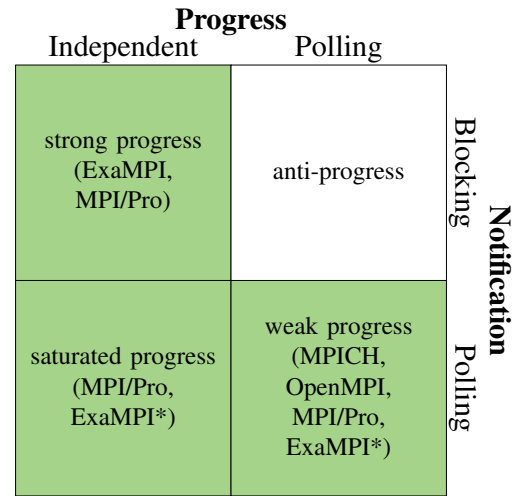 Progress
Independent Polling
strong progress
(ExaMPI,
MPI/Pro)
anti-progress
Blocking
Notification
saturated progress
(MPI/Pro,
ExaMPI*)
weak progress
(MPICH,
OpenMPI,
MPI/Pro,
ExaMPI*)
Polling